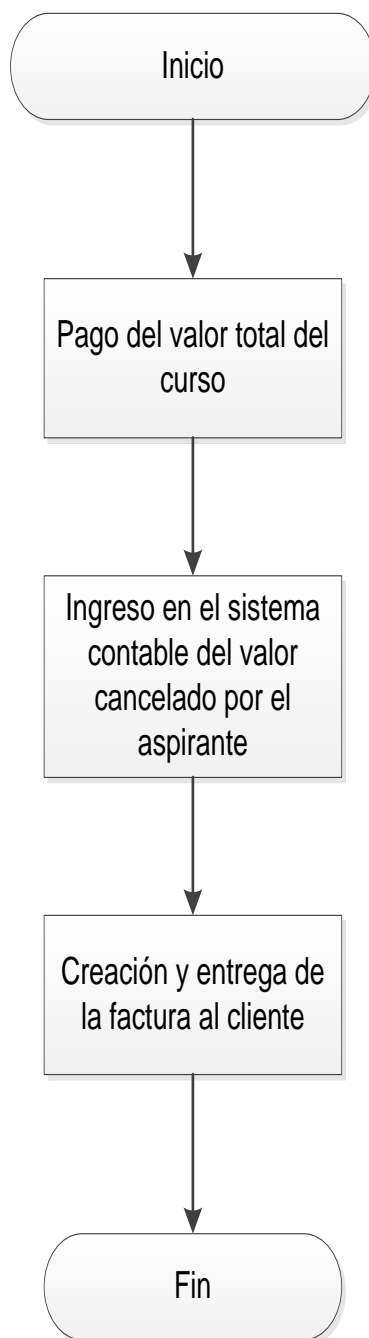 Inicio
Pago del valor total del
curso
Ingreso en el sistema
contable del valor
cancelado por el
aspirante
Creación y entrega de
la factura al cliente
Fin